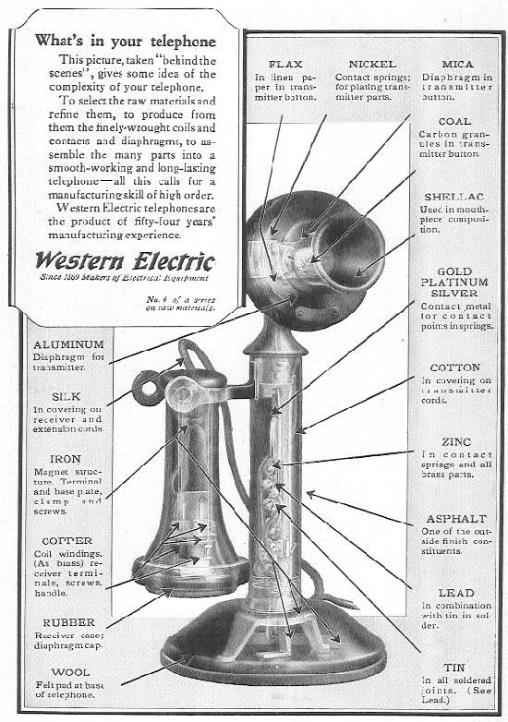 What's in your telephone
This picture, taken "behind the
scenes", gives some idea of the
complexity of your telephone.
To select the raw materials and
refine them, to produce from
them the finely-wrought coils and
contacts and diaphragms, to as-
semble the many parts into a
smooth-working and long-lasting
telephone—all this calls for a
manufacturing skill of high order.
Western Electric telephones are
the product of fifty-four years'
manufacturing experience.
Western Electric
Since 1869 Makers of Electrical Equipment
No. 4 of a series
on raw materials.
FLAX
In linen pa-
per in trans-
mitter button.
NICKEL
Contact springs;
for plating trans-
mitter parts.
MICA
Diaphragm in
transmitter
button.
COAL
Carbon gran-
ules in trans-
mitter button
SHELLAC
Used in mouth-
piece composi-
tion.
GOLD
PLATINUM
SILVER
Contact metal
for contact
points in springs.
COTTON
In covering on
transmitter
cords.
ZINC
In contact
springs and all
brass parts.
ASPHALT
One of the out-
side finish con-
stituents.
LEAD
In combination
with tin in sol-
der.
TIN
In all soldered
joints. (See
Lead.)
ALUMINUM
Diaphragm for
transmitter.
SILK
In covering on
receiver and
extension cords
IRON
Magnet struc-
ture. Terminal
and base plate,
clamp and
screws.
COPPER
Coil windings.
(As brass) re-
ceiver termi-
nals, screws,
handle.
RUBBER
Receiver case;
diaphragm cap.
WOOL
Felt pad at base
of telephone.